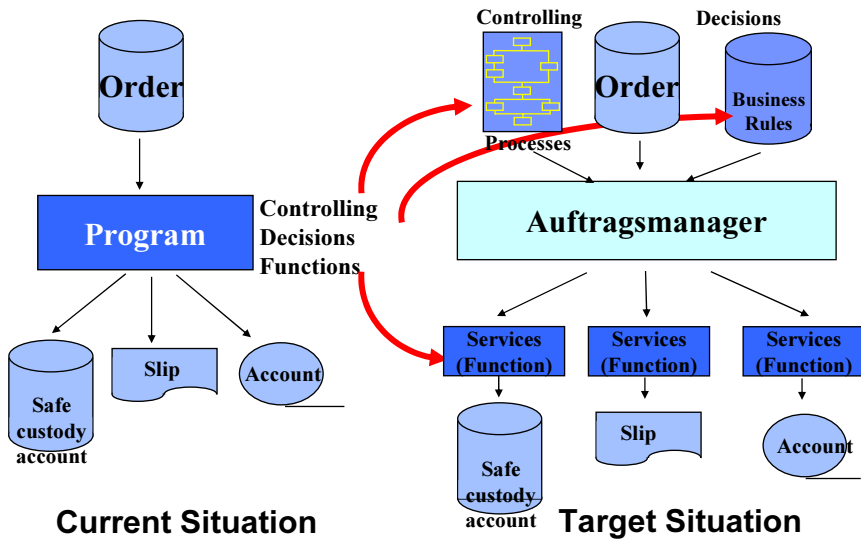 Order
Program
Controlling
Decisions
Functions
Safe
custody
account
Slip
Account
Current Situation
Controlling
Processes
Order
Decisions
Business
Rules
Auftragsmanager
Services
(Function)
Services
(Function)
Services
(Function)
Safe
custody
account
Slip
Account
Target Situation